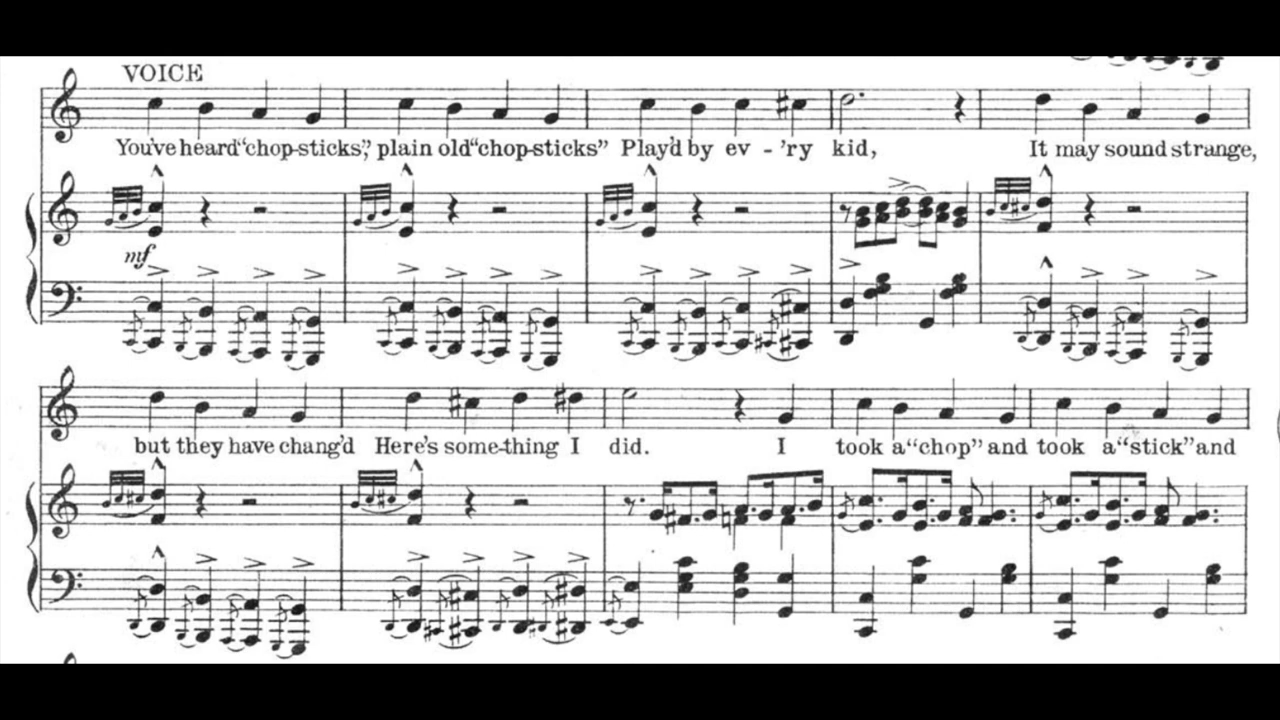 VOICE
You've heard "chop-sticks," plain old "chop-sticks" Play'd by ev - 'ry kid, It may sound strange,
mf
but they have chang'd Here's some-thing I did. I took a "chop" and took a "stick" and